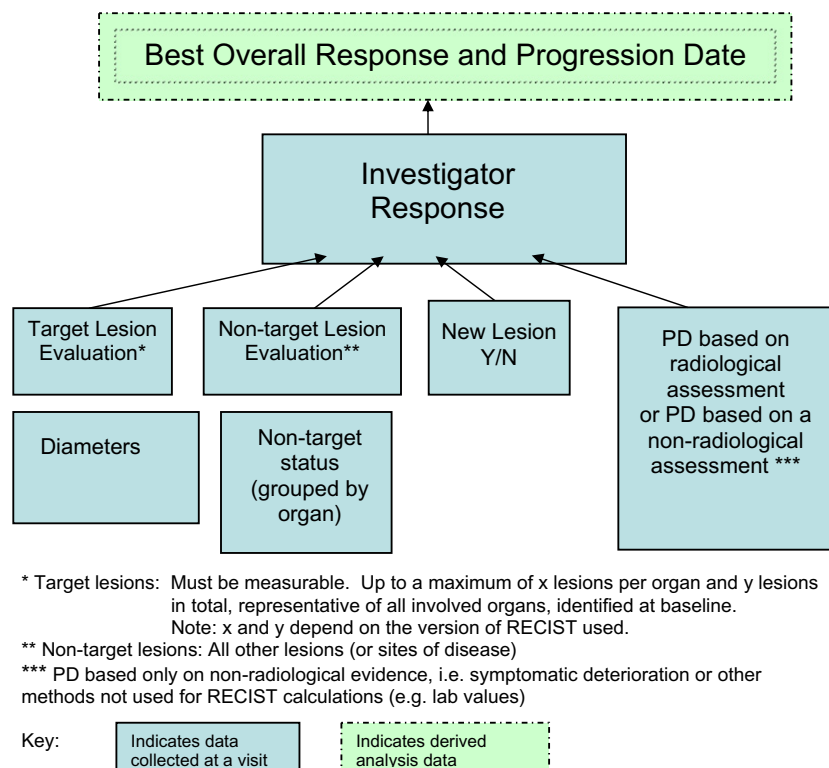 Best Overall Response and Progression Date
Investigator
Response
Target Lesion
Evaluation*
Non-target Lesion
Evaluation**
New Lesion
Y/N
PD based on
radiological
assessment
or PD based on a
non-radiological
assessment ***
Diameters
Non-target
status
(grouped by
organ)
* Target lesions: Must be measurable. Up to a maximum of x lesions per organ and y lesions
in total, representative of all involved organs, identified at baseline.
Note: x and y depend on the version of RECIST used.
** Non-target lesions: All other lesions (or sites of disease)
*** PD based only on non-radiological evidence, i.e. symptomatic deterioration or other
methods not used for RECIST calculations (e.g. lab values)
Key:
Indicates data
collected at a visit
Indicates derived
analysis data